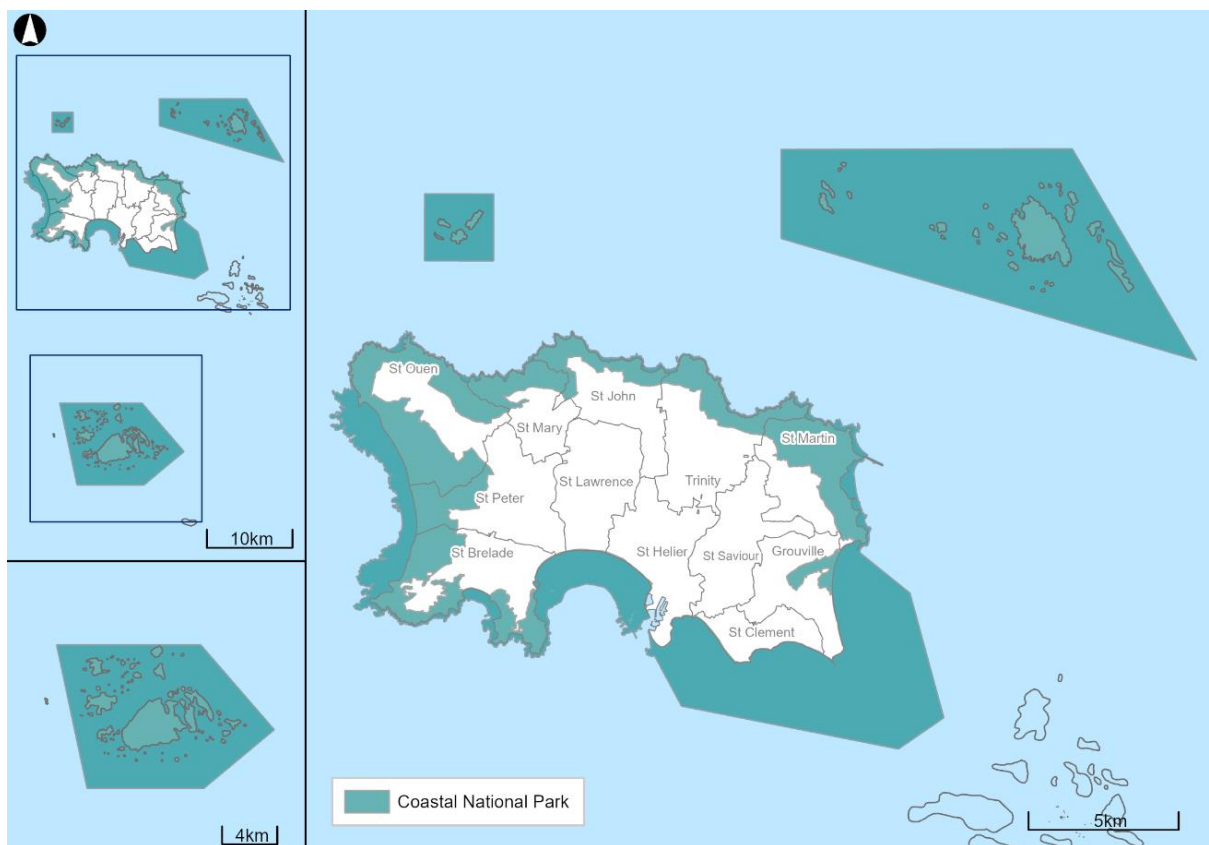 10km
4km
St Ouen
St John
St Mary
St Martin
St Lawrence
Trinity
St Peter
St Brelade
St Helier
St Saviour
Grouville
St Clement
Coastal National Park
5km